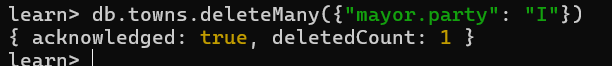 learn> db.towns.deleteMany({"mayor.party": "I"})
{ acknowledged: true, deletedCount: 1 }
learn>